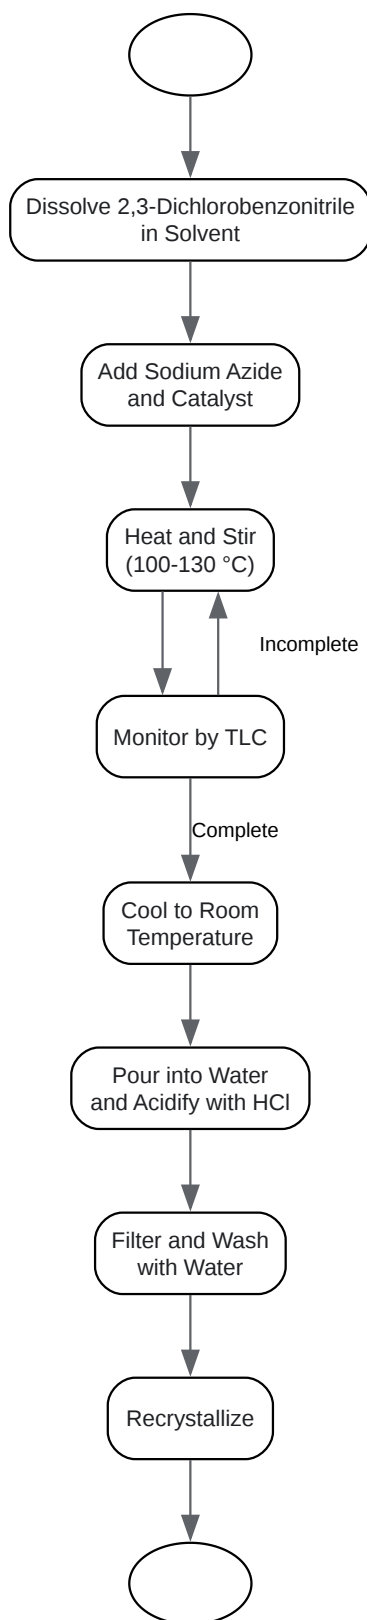 Dissolve 2,3-Dichlorobenzonitrile
in Solvent
Add Sodium Azide
and Catalyst
Heat and Stir
(100-130 °C)
Incomplete
Monitor by TLC
Complete
Cool to Room
Temperature
Pour into Water
and Acidify with HCl
Filter and Wash
with Water
Recrystallize